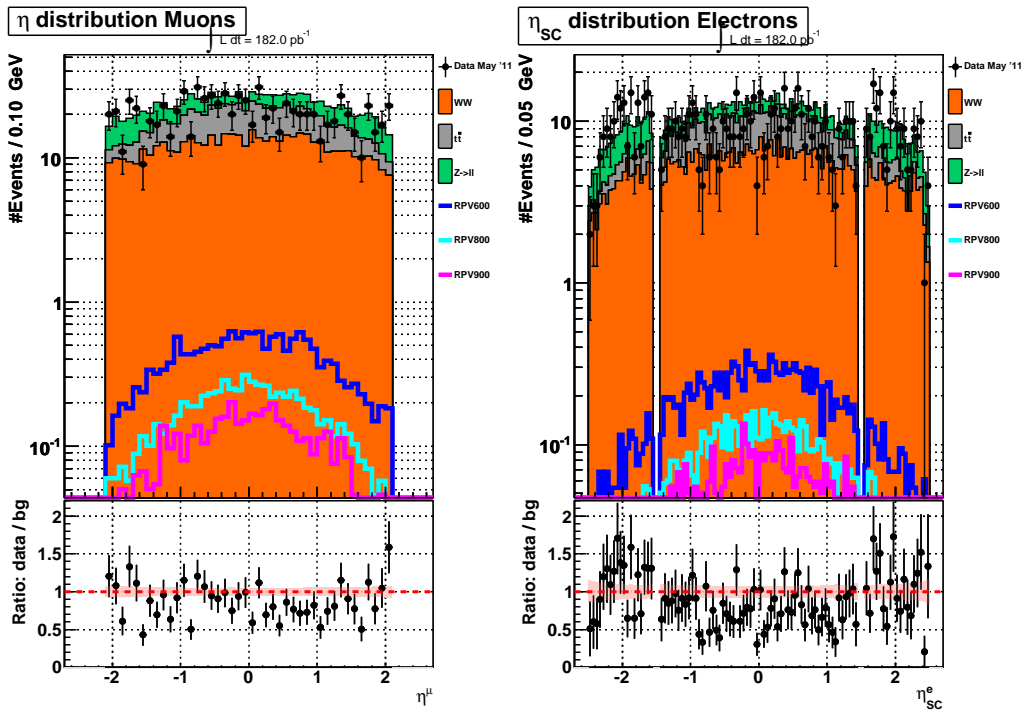 η distribution Muons
∫ L dt = 182.0 pb⁻¹
#Events / 0.10 GeV
10
1
10⁻¹
Data May '11
WW
tt̄
Z->ll
RPV600
RPV800
RPV900
Ratio: data / bg
2
1.5
1
0.5
0
-2 -1 0 1 2
η^μ
η_SC distribution Electrons
∫ L dt = 182.0 pb⁻¹
#Events / 0.05 GeV
10
1
10⁻¹
Data May '11
WW
tt̄
Z->ll
RPV600
RPV800
RPV900
Ratio: data / bg
2
1.5
1
0.5
0
-2 -1 0 1 2 3
η^e_SC